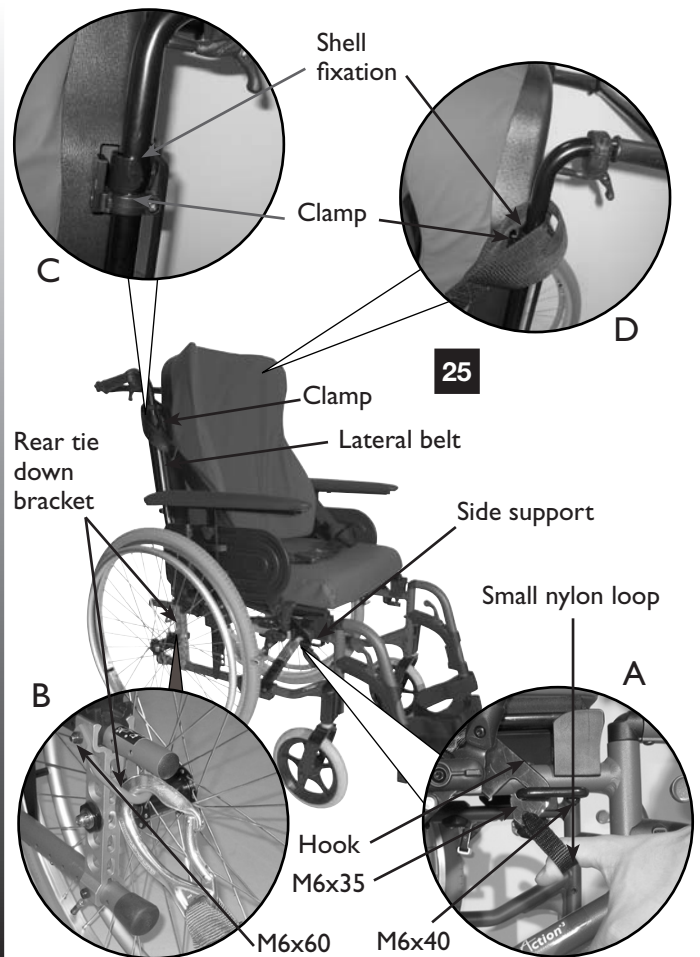 Shell
fixation
Clamp
C
D
25
Clamp
Lateral belt
Rear tie
down
bracket
Side support
Small nylon loop
A
B
Hook
M6x35
M6x60
M6x40
Action³